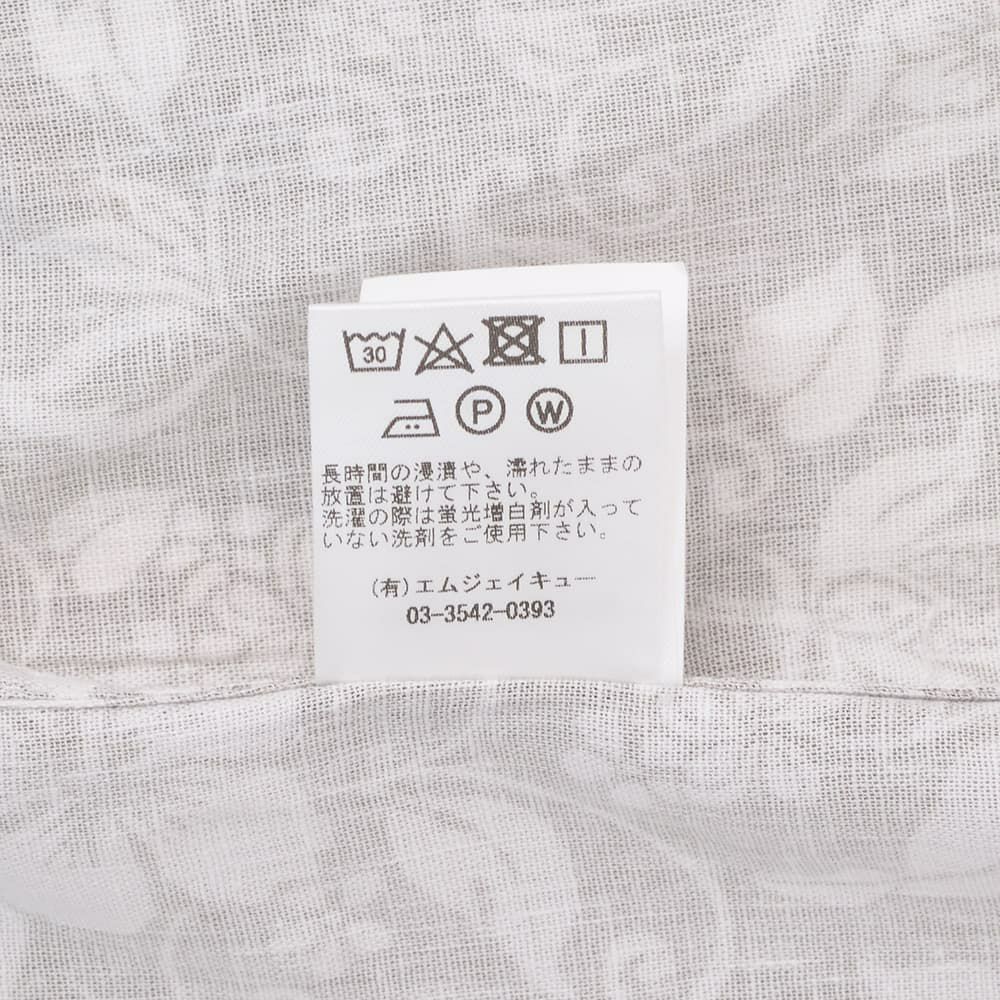 30
P W
長時間の浸漬や、濡れたままの
放置は避けて下さい。
洗濯の際は蛍光増白剤が入って
いない洗剤をご使用下さい。
(有)エムジェイキュー
03-3542-0393